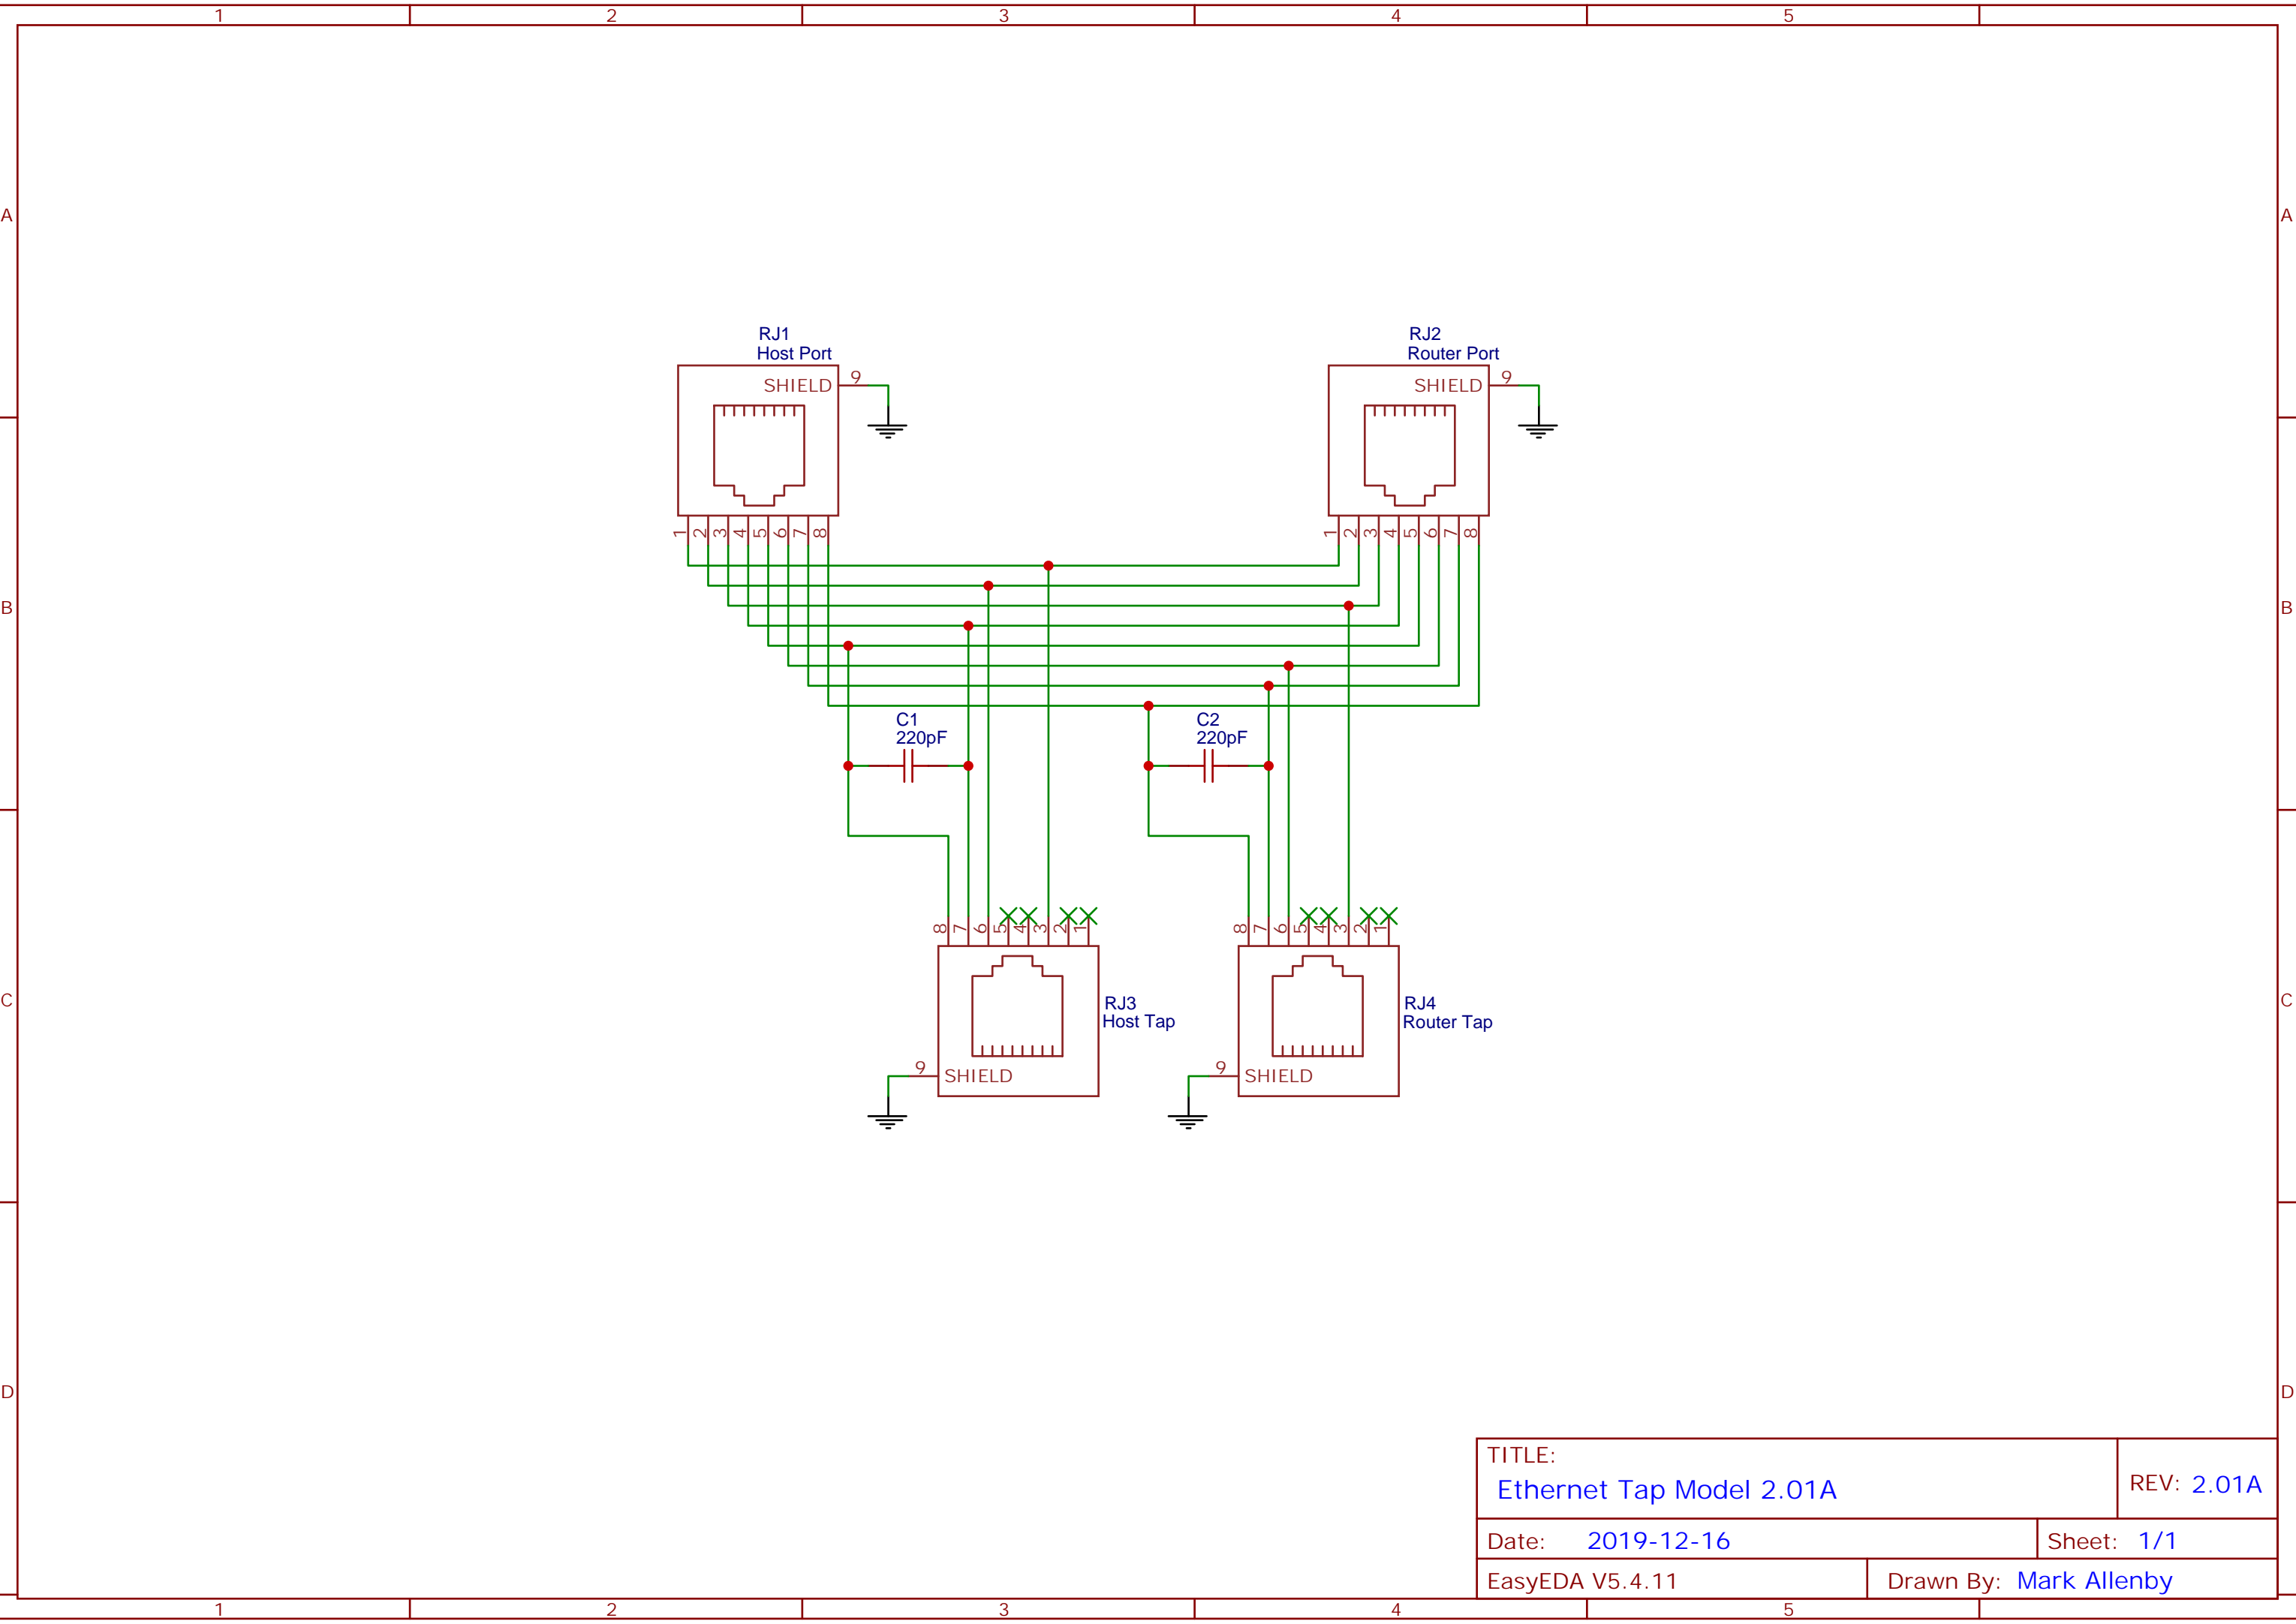 1 2 3 4 5
A A
RJ1
Host Port
RJ2
Router Port
SHIELD 9
SHIELD 9
1 2 3 4 5 6 7 8
1 2 3 4 5 6 7 8
B B
C1
220pF
C2
220pF
8 7 6 5 4 3 2 1
8 7 6 5 4 3 2 1
C C
RJ3
Host Tap
RJ4
Router Tap
9 SHIELD
9 SHIELD
D D
TITLE:
Ethernet Tap Model 2.01A
REV: 2.01A
Date: 2019-12-16
Sheet: 1/1
EasyEDA V5.4.11
Drawn By: Mark Allenby
1 2 3 4 5